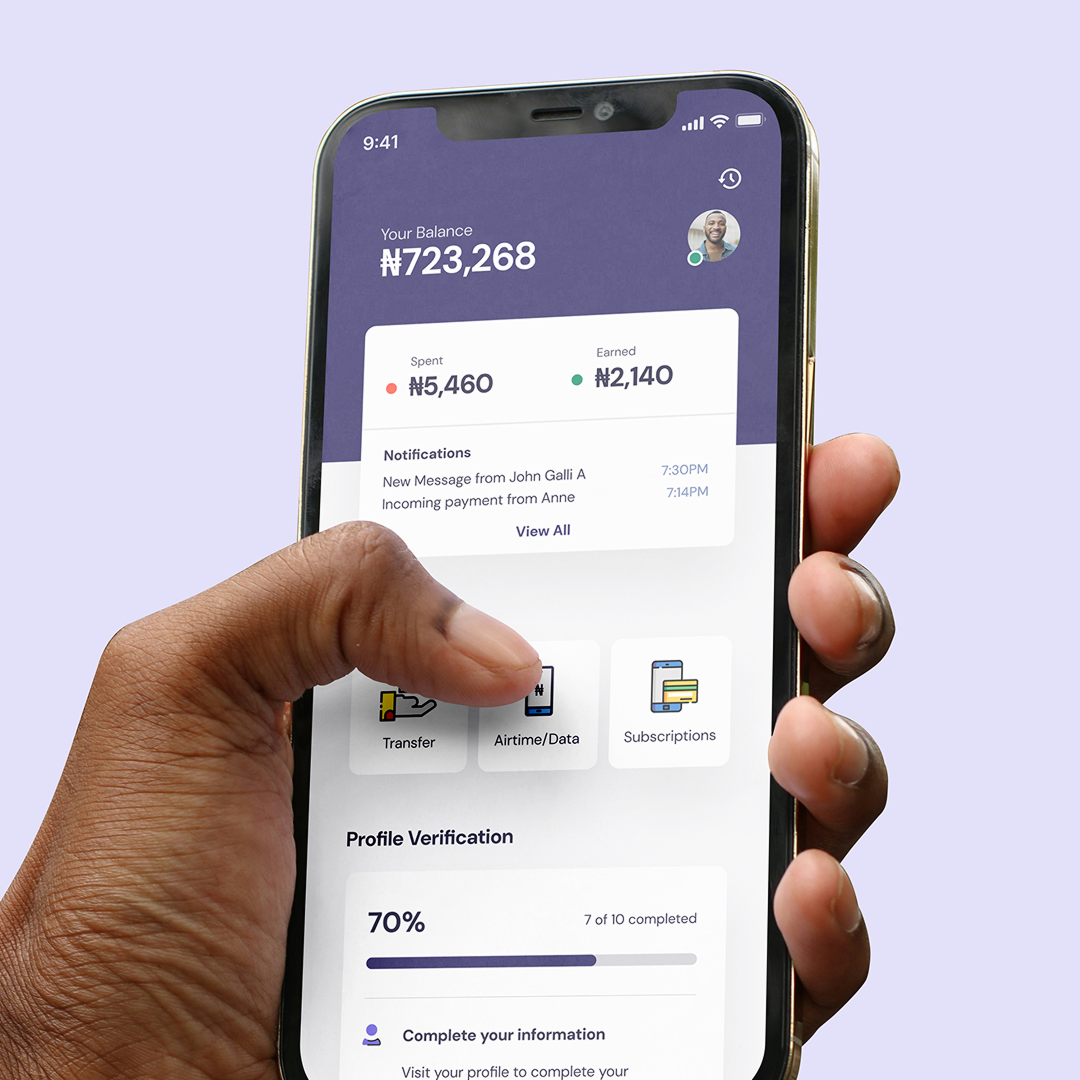 9:41
Your Balance
₦723,268
Spent
₦5,460
Earned
₦2,140
Notifications
New Message from John Galli A 7:30PM
Incoming payment from Anne 7:14PM
View All
₦
Transfer
Airtime/Data
Subscriptions
Profile Verification
70%
7 of 10 completed
Complete your information
Visit your profile to complete your